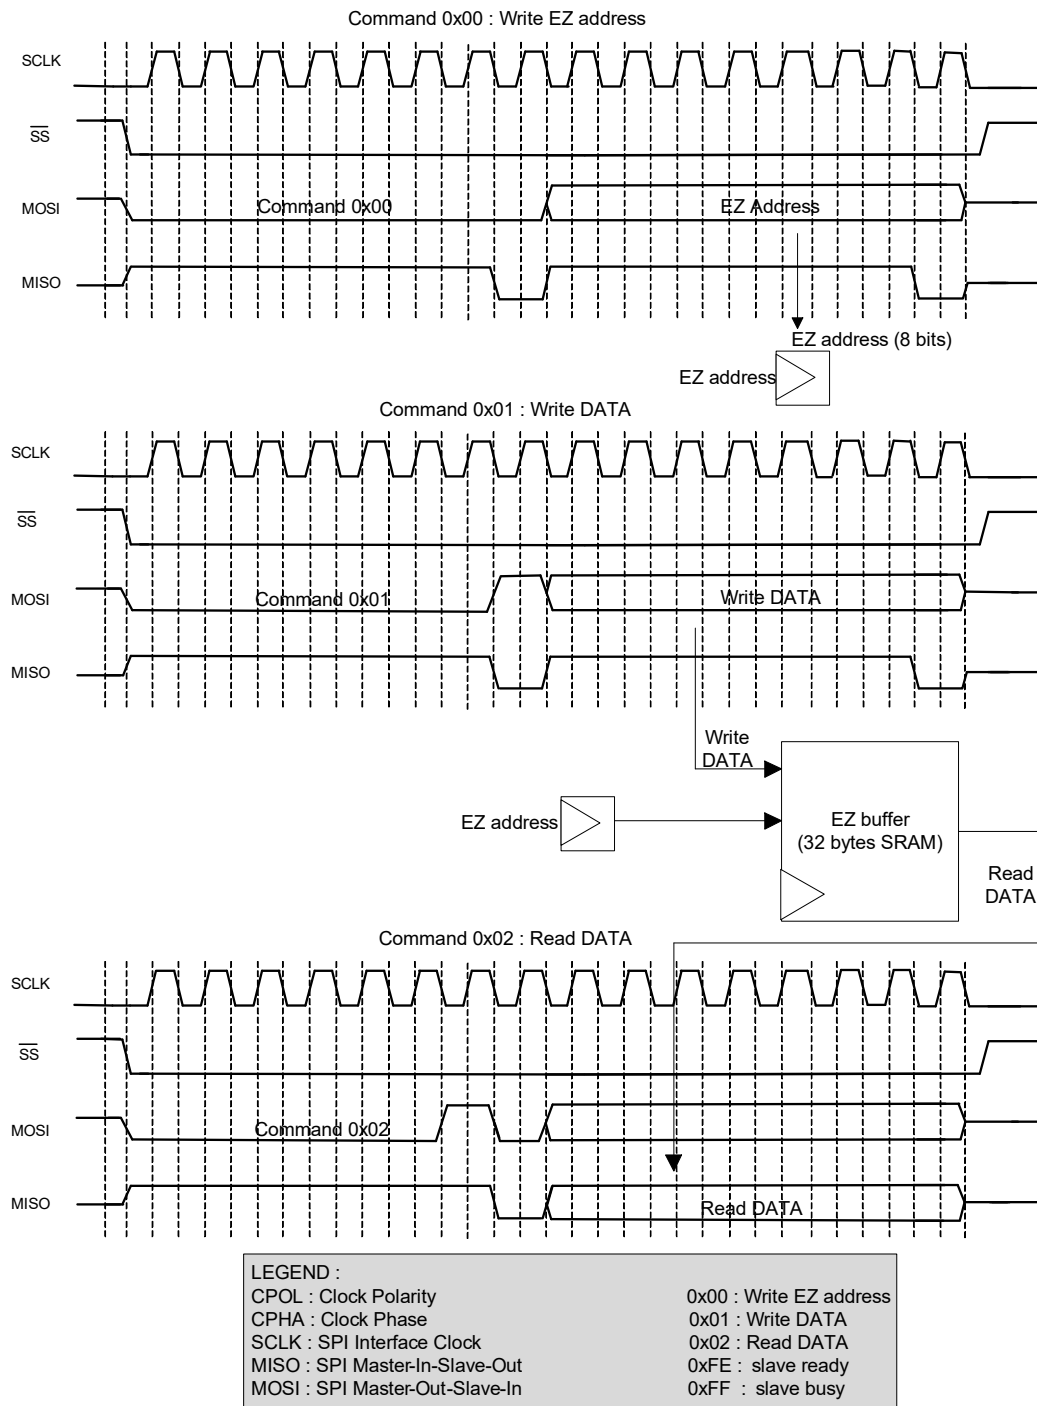 Command 0x00 : Write EZ address
SCLK
SS
MOSI
Command 0x00
EZ Address
MISO
EZ address (8 bits)
EZ address
Command 0x01 : Write DATA
SCLK
SS
MOSI
Command 0x01
Write DATA
MISO
Write
DATA
EZ address
EZ buffer
(32 bytes SRAM)
Read
DATA
Command 0x02 : Read DATA
SCLK
SS
MOSI
Command 0x02
MISO
Read DATA
LEGEND :
CPOL : Clock Polarity
CPHA : Clock Phase
SCLK : SPI Interface Clock
MISO : SPI Master-In-Slave-Out
MOSI : SPI Master-Out-Slave-In
0x00 : Write EZ address
0x01 : Write DATA
0x02 : Read DATA
0xFE : slave ready
0xFF : slave busy